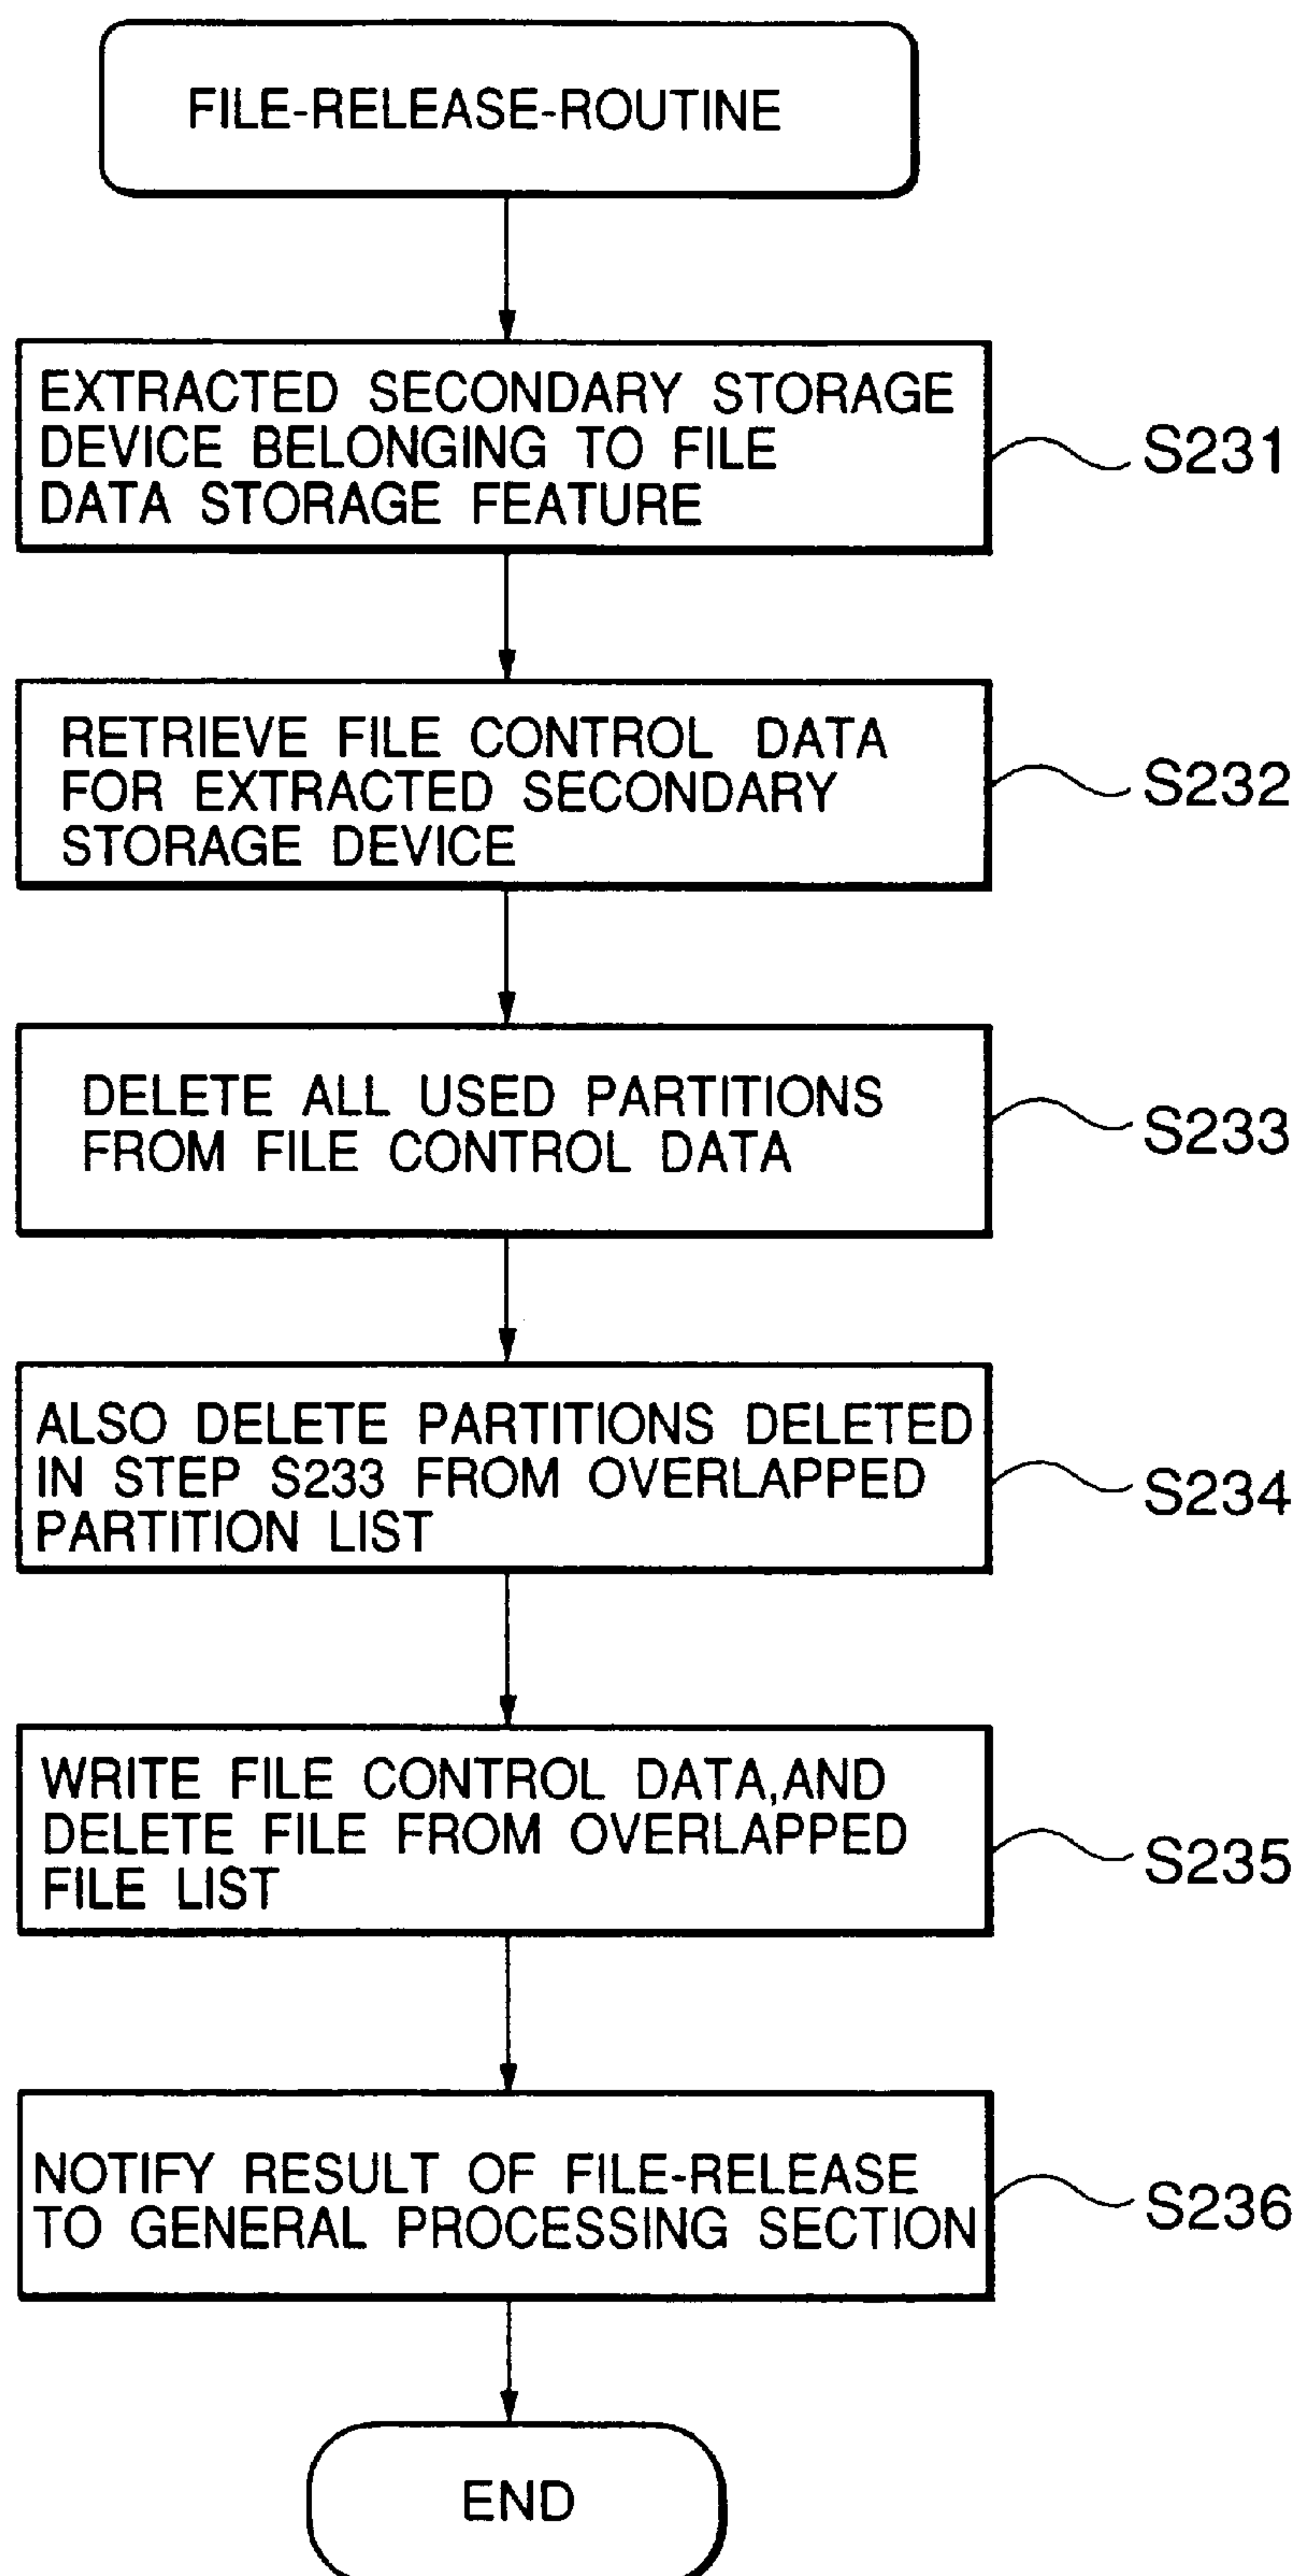 FILE-RELEASE-ROUTINE
EXTRACTED SECONDARY STORAGE
DEVICE BELONGING TO FILE
DATA STORAGE FEATURE
S231
RETRIEVE FILE CONTROL DATA
FOR EXTRACTED SECONDARY
STORAGE DEVICE
S232
DELETE ALL USED PARTITIONS
FROM FILE CONTROL DATA
S233
ALSO DELETE PARTITIONS DELETED
IN STEP S233 FROM OVERLAPPED
PARTITION LIST
S234
WRITE FILE CONTROL DATA,AND
DELETE FILE FROM OVERLAPPED
FILE LIST
S235
NOTIFY RESULT OF FILE-RELEASE
TO GENERAL PROCESSING SECTION
S236
END